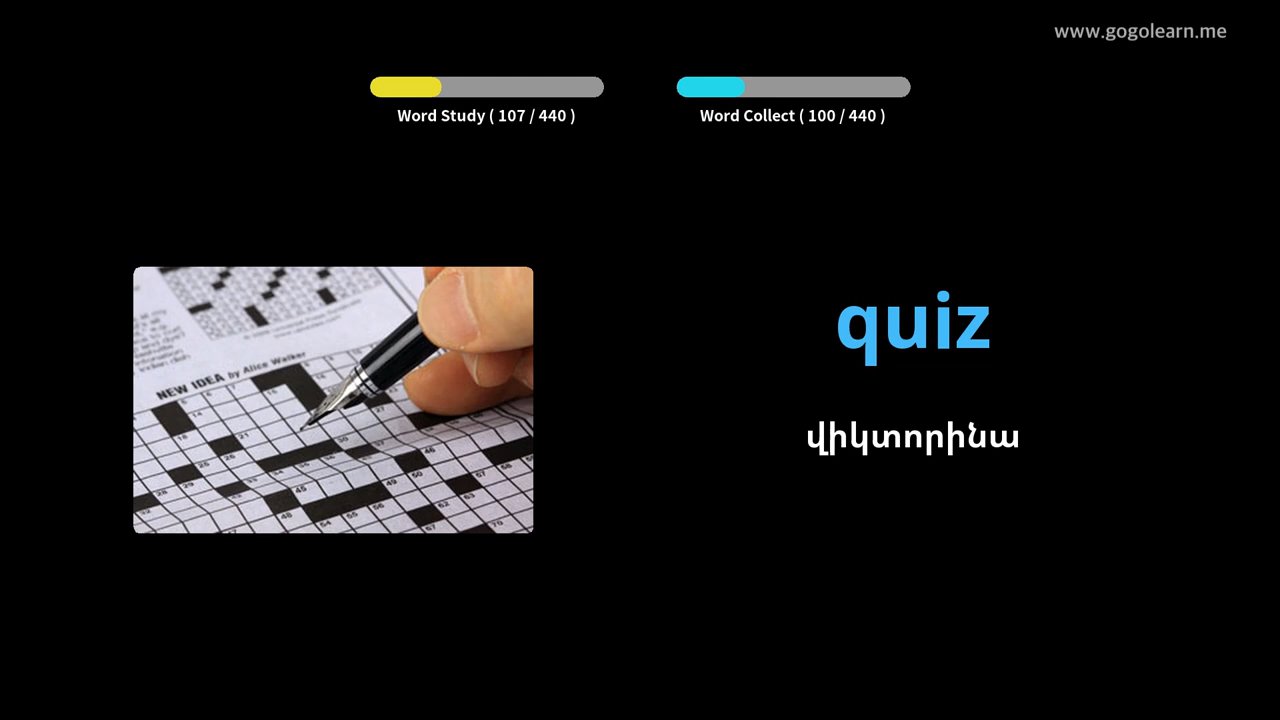 www.gogolearn.me
Word Study ( 107 / 440 )
Word Collect ( 100 / 440 )
NEW IDEA by Alice Walker
quiz
վիկտորինա